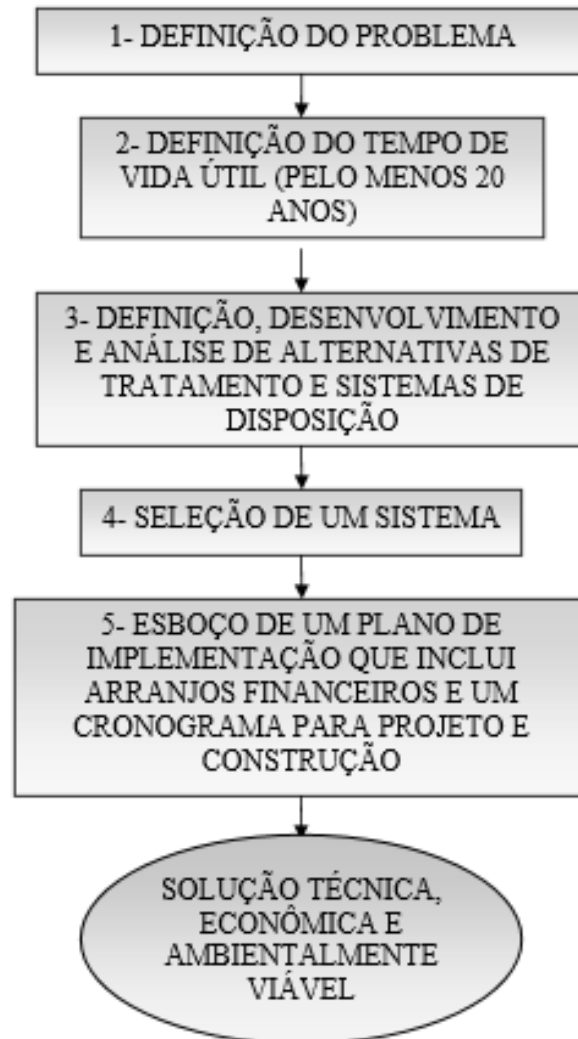 1- DEFINIÇÃO DO PROBLEMA
2- DEFINIÇÃO DO TEMPO DE
VIDA ÚTIL (PELO MENOS 20
ANOS)
3- DEFINIÇÃO, DESENVOLVIMENTO
E ANÁLISE DE ALTERNATIVAS DE
TRATAMENTO E SISTEMAS DE
DISPOSIÇÃO
4- SELEÇÃO DE UM SISTEMA
5- ESBOÇO DE UM PLANO DE
IMPLEMENTAÇÃO QUE INCLUI
ARRANJOS FINANCEIROS E UM
CRONOGRAMA PARA PROJETO E
CONSTRUÇÃO
SOLUÇÃO TÉCNICA,
ECONÔMICA E
AMBIENTALMENTE
VIÁVEL